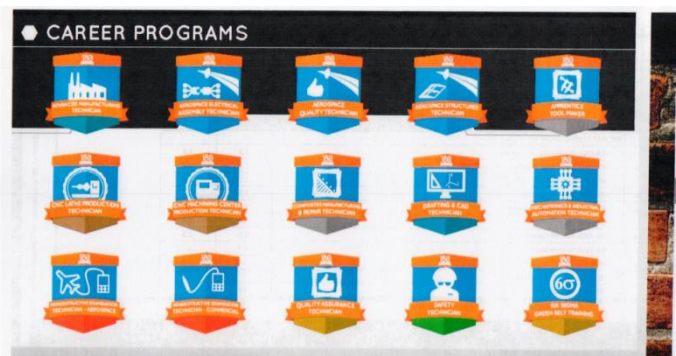 CAREER PROGRAMS
ADVANCED MANUFACTURING
TECHNICIAN
AEROSPACE ELECTRICAL
ASSEMBLY TECHNICIAN
AEROSPACE
QUALITY TECHNICIAN
AEROSPACE STRUCTURES
TECHNICIAN
APPRENTICE
TOOL MAKER
CNC LATHE PRODUCTION
TECHNICIAN
CNC MACHINING CENTER
PRODUCTION TECHNICIAN
COMPOSITES MANUFACTURING
& REPAIR TECHNICIAN
DRAFTING & CAD
TECHNICIAN
MECHATRONICS & INDUSTRIAL
AUTOMATION TECHNICIAN
NONDESTRUCTIVE EXAMINATION
TECHNICIAN - AEROSPACE
NONDESTRUCTIVE EXAMINATION
TECHNICIAN - COMMERCIAL
QUALITY ASSURANCE
TECHNICIAN
SAFETY
TECHNICIAN
6σ
SIX SIGMA
GREEN BELT TRAINING